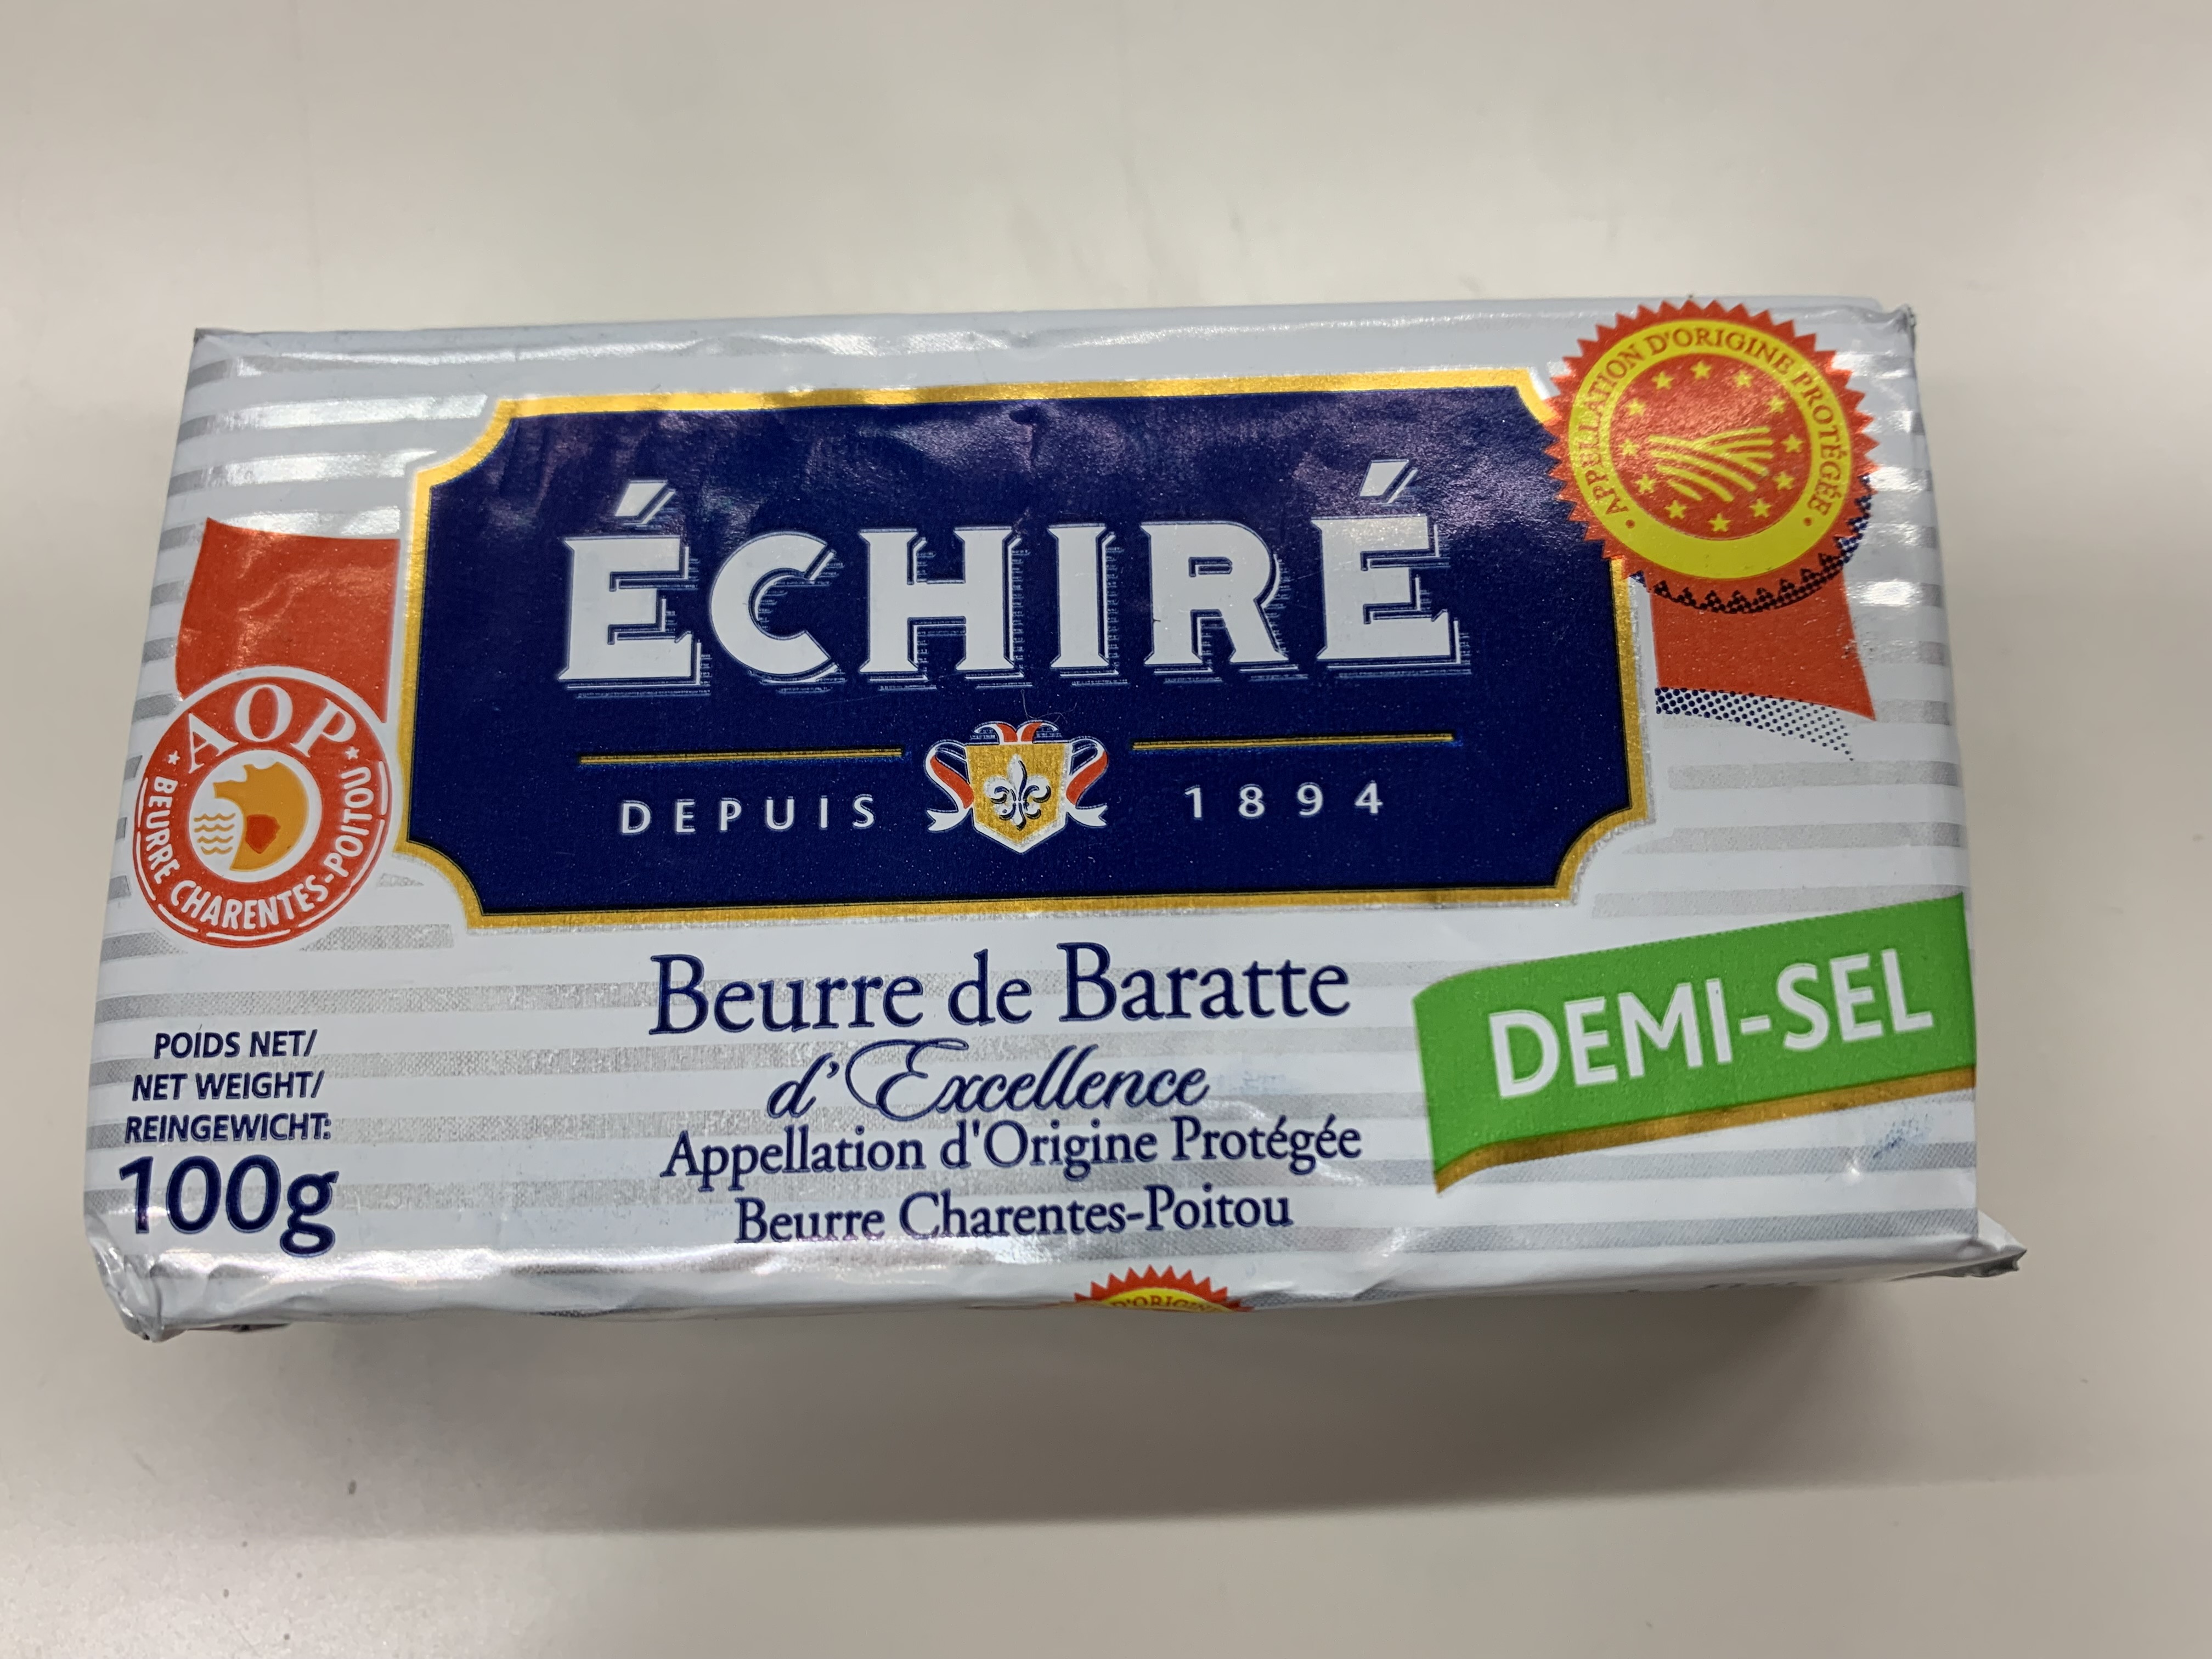 ÉCHIRÉ
DEPUIS 1894
APPELLATION D'ORIGINE PROTÉGÉE
AOP
BEURRE CHARENTES-POITOU
Beurre de Baratte
d'Excellence
Appellation d'Origine Protégée
Beurre Charentes-Poitou
DEMI-SEL
POIDS NET/
NET WEIGHT/
REINGEWICHT:
100g
D'ORIGIN